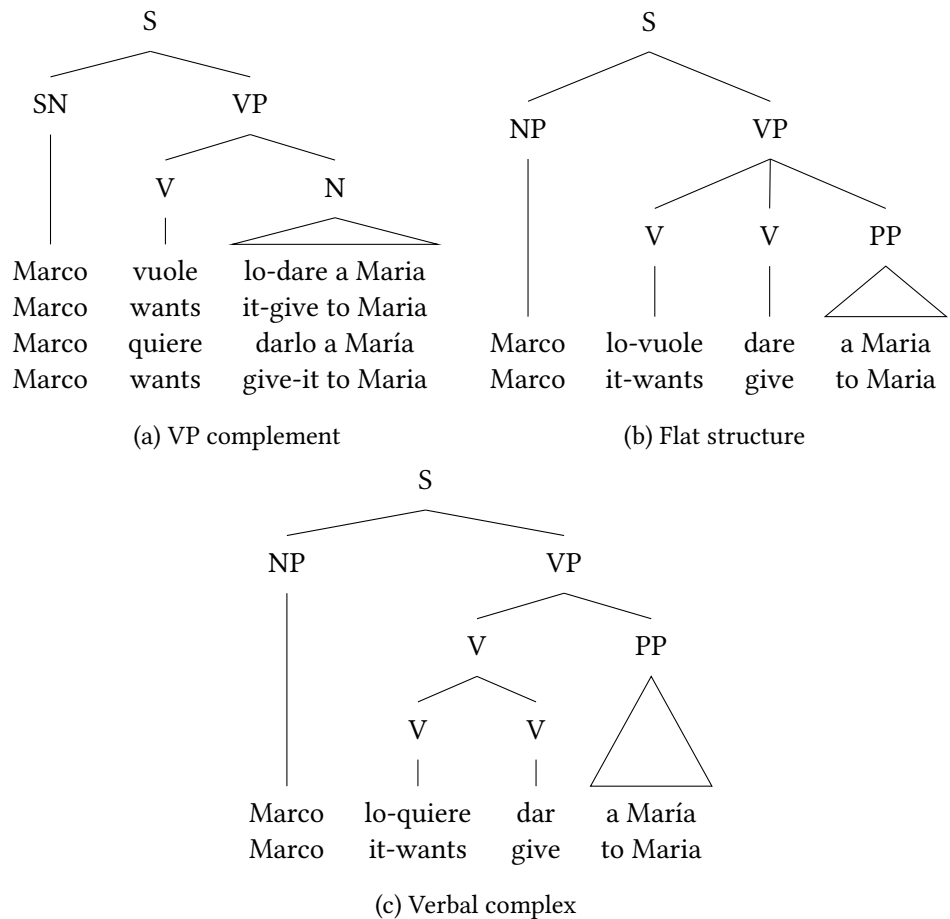 S
SN VP
V N
Marco vuole lo-dare a Maria
Marco wants it-give to Maria
Marco quiere darlo a María
Marco wants give-it to Maria
(a) VP complement
S
NP VP
V V PP
Marco lo-vuole dare a Maria
Marco it-wants give to Maria
(b) Flat structure
S
NP VP
V PP
V V
Marco lo-quiere dar a María
Marco it-wants give to Maria
(c) Verbal complex